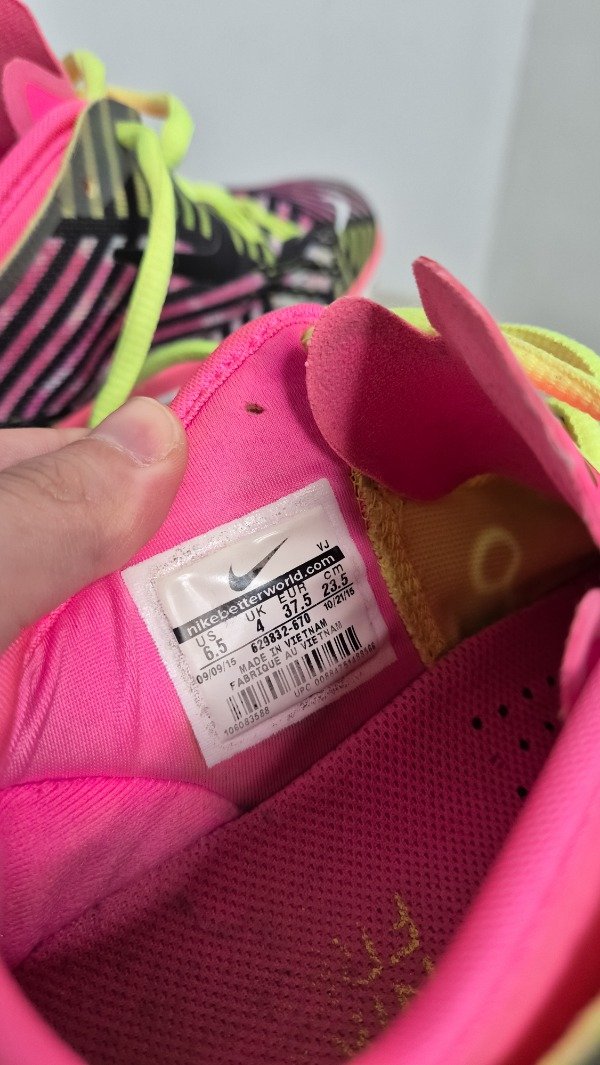 VJ
nikebetterworld.com
US UK EUR cm
6.5 4 37.5 23.5
09/09/15 629832-670 10/21/15
MADE IN VIETNAM
FABRIQUE AU VIETNAM
106083588